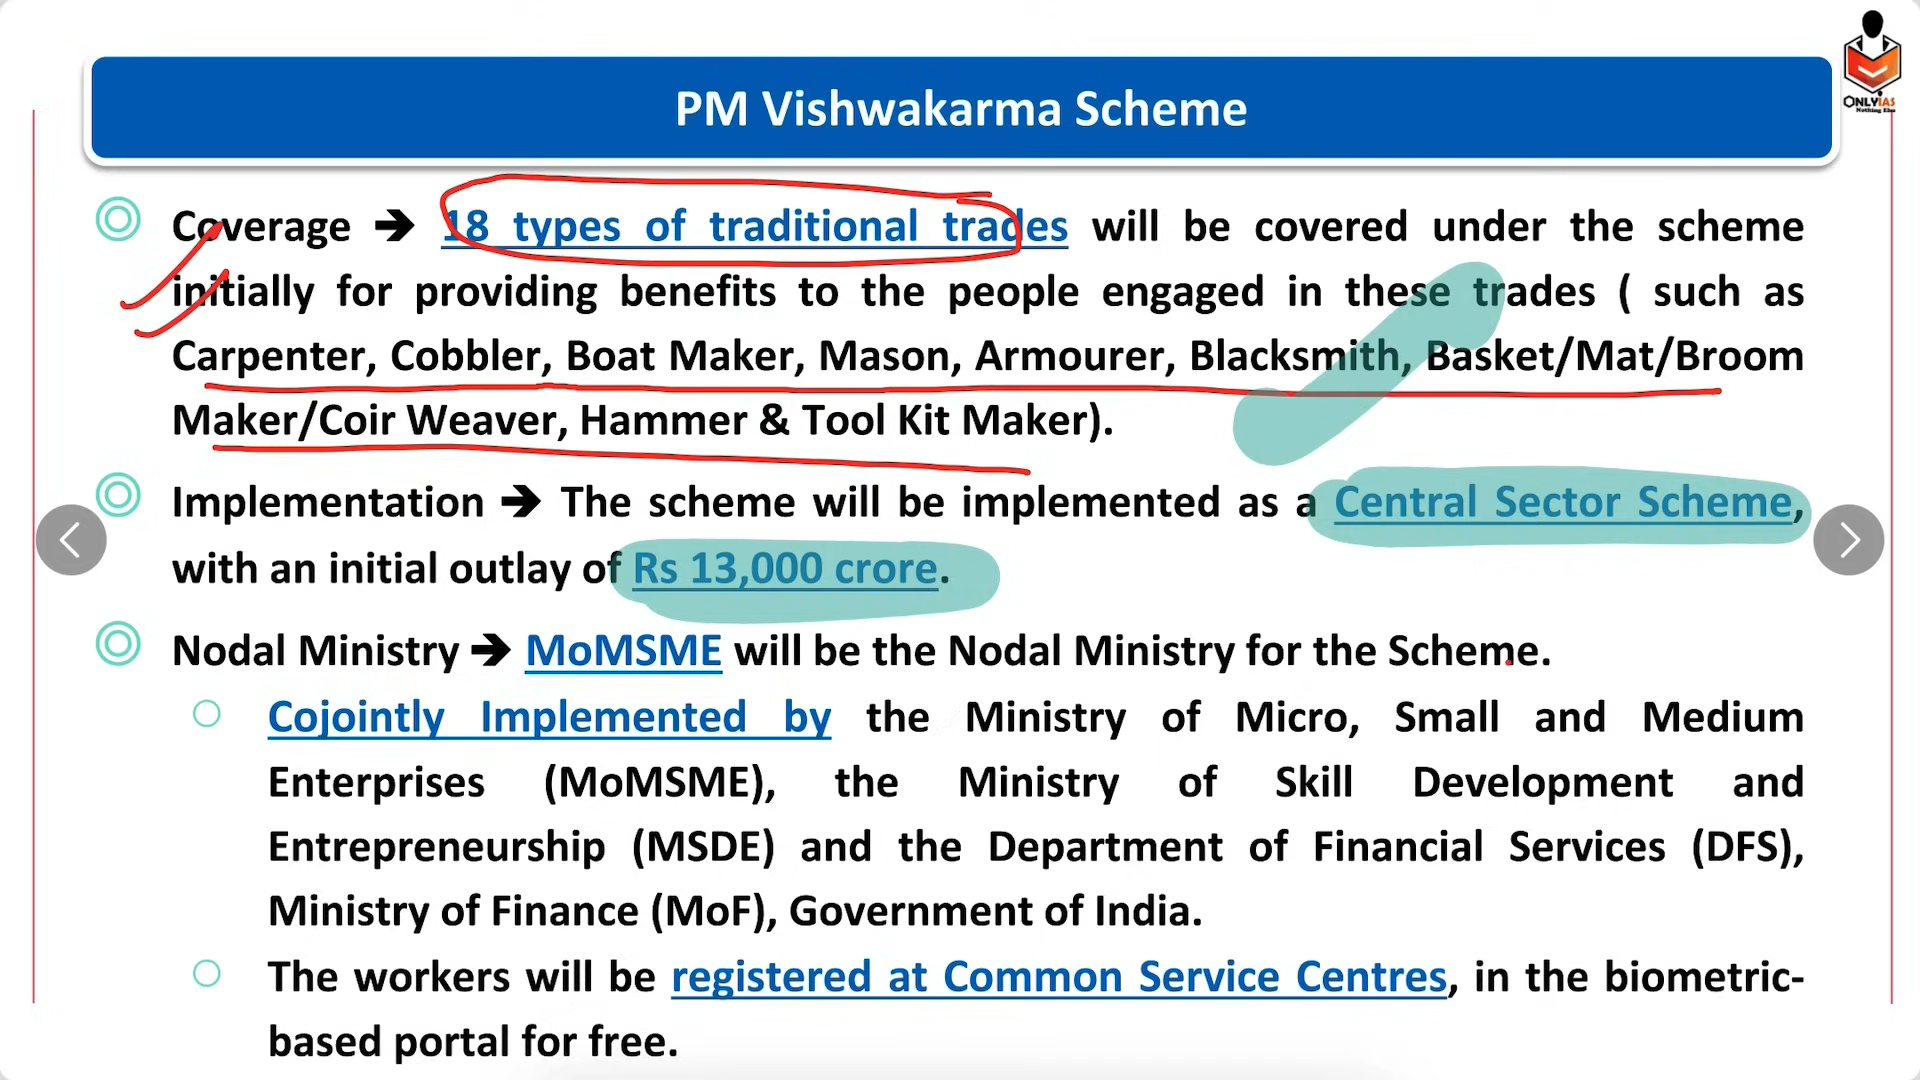 ONLYIAS
Nothing Else
PM Vishwakarma Scheme
Coverage ➔ 18 types of traditional trades will be covered under the scheme
initially for providing benefits to the people engaged in these trades ( such as
Carpenter, Cobbler, Boat Maker, Mason, Armourer, Blacksmith, Basket/Mat/Broom
Maker/Coir Weaver, Hammer & Tool Kit Maker).
Implementation ➔ The scheme will be implemented as a Central Sector Scheme,
with an initial outlay of Rs 13,000 crore.
Nodal Ministry ➔ MoMSME will be the Nodal Ministry for the Scheme.
Cojointly Implemented by the Ministry of Micro, Small and Medium
Enterprises (MoMSME), the Ministry of Skill Development and
Entrepreneurship (MSDE) and the Department of Financial Services (DFS),
Ministry of Finance (MoF), Government of India.
The workers will be registered at Common Service Centres, in the biometric-
based portal for free.